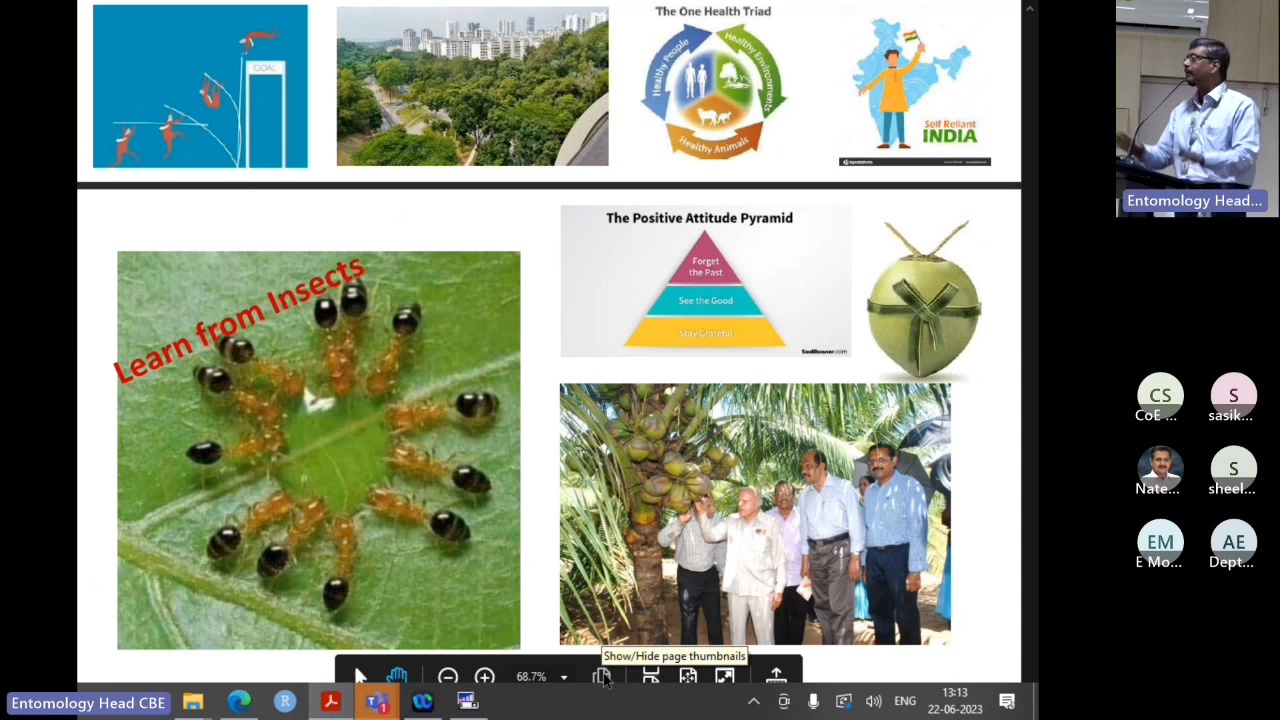 GOAL
The One Health Triad
Healthy People
Healthy Environments
Healthy Animals
Self Reliant
INDIA
Entomology Head...
Learn from Insects
The Positive Attitude Pyramid
Forget
the Past
See the Good
Stay Grateful
CS
CoE ...
S
sasik...
Nate...
S
sheel...
EM
E Mo...
AE
Dept...
Show/Hide page thumbnails
68.7%
Entomology Head CBE
R
1
ENG
13:13
22-06-2023